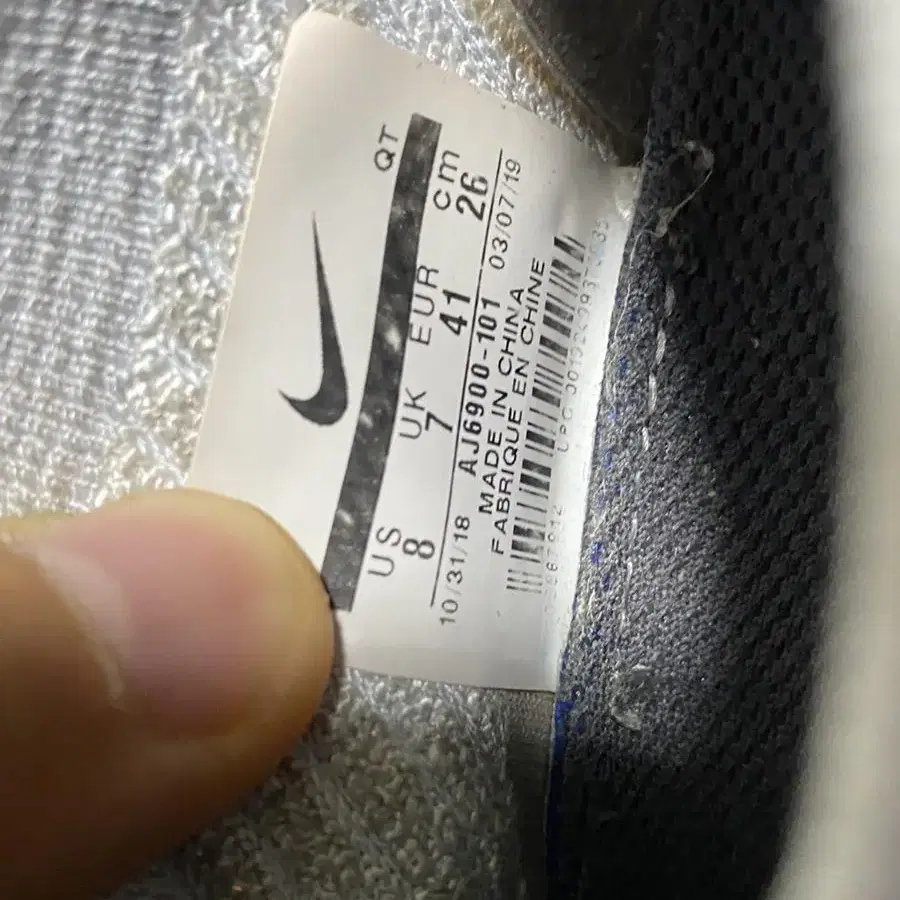 QT
US UK EUR cm
8 7 41 26
10/31/18 AJ6900-101 03/07/19
MADE IN CHINA
FABRIQUE EN CHINE
UPC